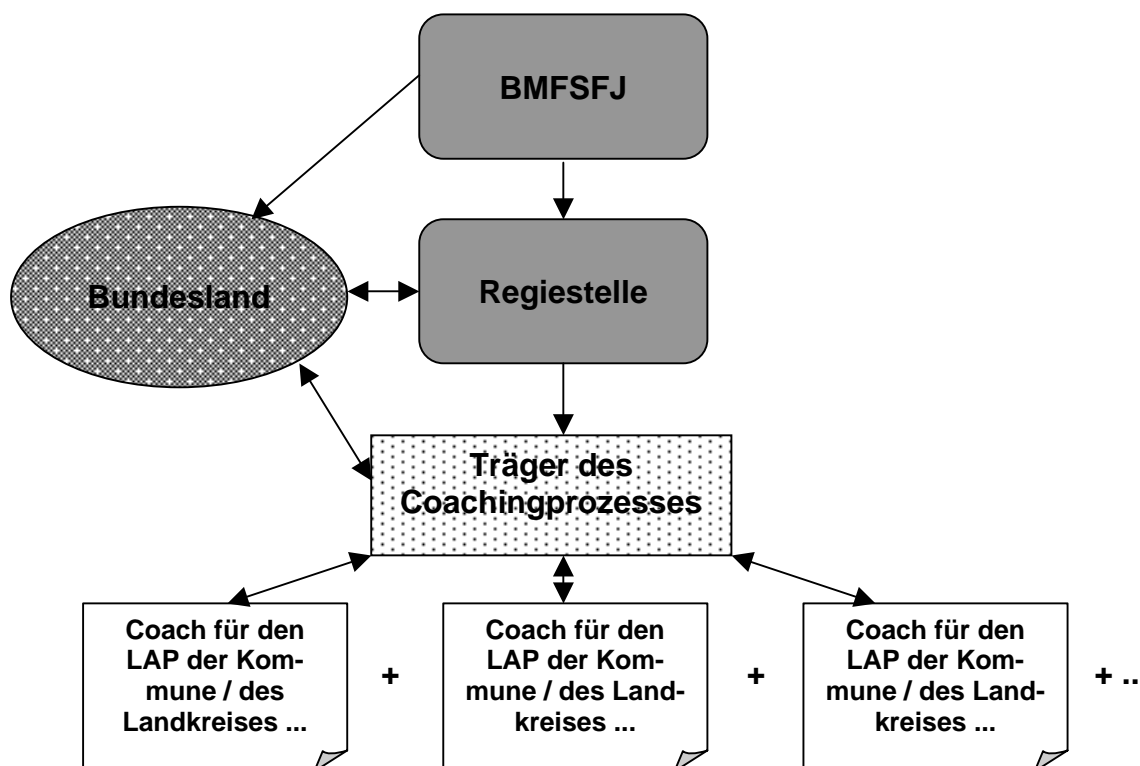 BMFSFJ
Bundesland
Regiestelle
Träger des
Coachingprozesses
Coach für den
LAP der Kom-
mune / des
Landkreises ...
+
Coach für den
LAP der Kom-
mune / des Land-
kreises ...
+
Coach für den
LAP der Kom-
mune / des Land-
kreises ...
+ ..